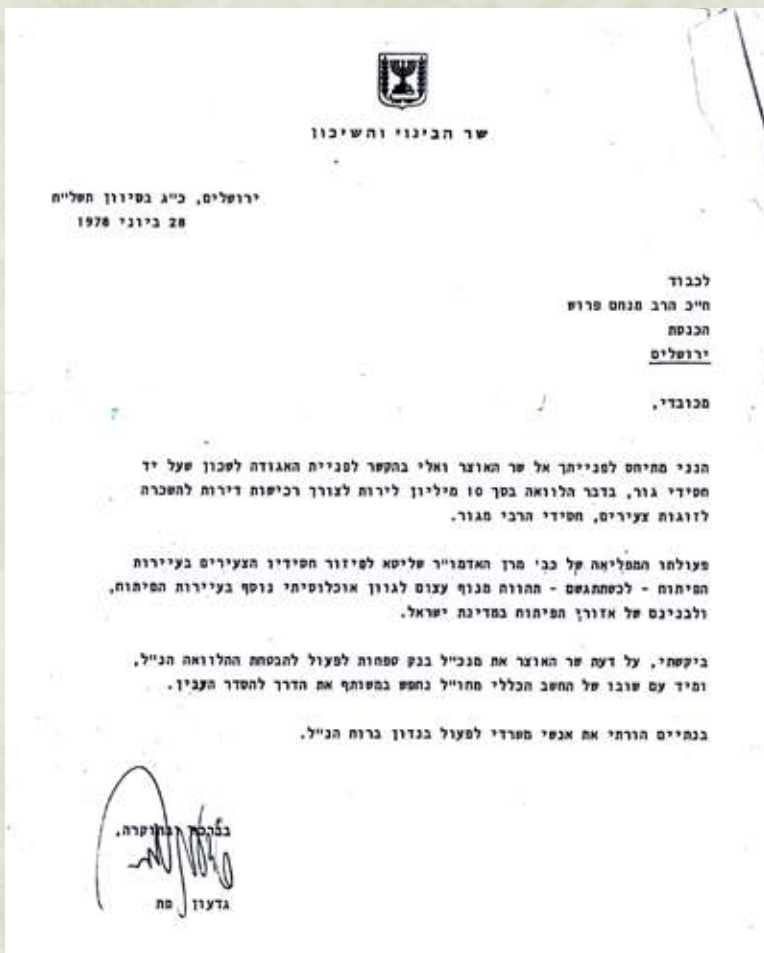 שר הבינוי והשיכון
ירושלים, כ״ג בסיוון תשל״ח
28 ביוני 1978
לכבוד
ח״כ הרב מנחם פרוש
הכנסת
ירושלים
מכובדי,
הנני מתיחס לפנייתך אל שר האוצר ואלי בהקשר לפניית האגודה לשכון שעל יד
חסידי גור, בדבר הלוואה בסך 10 מיליון לירות לצורך רכישות דירות להשכרה
לזוגות צעירים, חסידי הרבי מגור.
פעולתו המפליאה של כב׳ מרן האדמו״ר שליטא לפיזור חסידיו הצעירים בעיירות
הפיתוח - לכשתתגשם - תהווה מנוף עצום לגוון אוכלוסיתי נוסף בעיירות הפיתוח,
ולבנינם של אזורי הפיתוח במדינת ישראל.
ביקשתי, על דעת שר האוצר את מנכ״ל בנק טפחות לפעול להבטחת ההלוואה הנ״ל,
ומיד עם שובו של החשב הכללי מחו״ל נחפש במשותף את הדרך להסדר הענין.
בנתיים הורתי את אנשי משרדי לפעול בנדון ברוח הנ״ל.
בברכה ובהוקרה,
גדעון פת